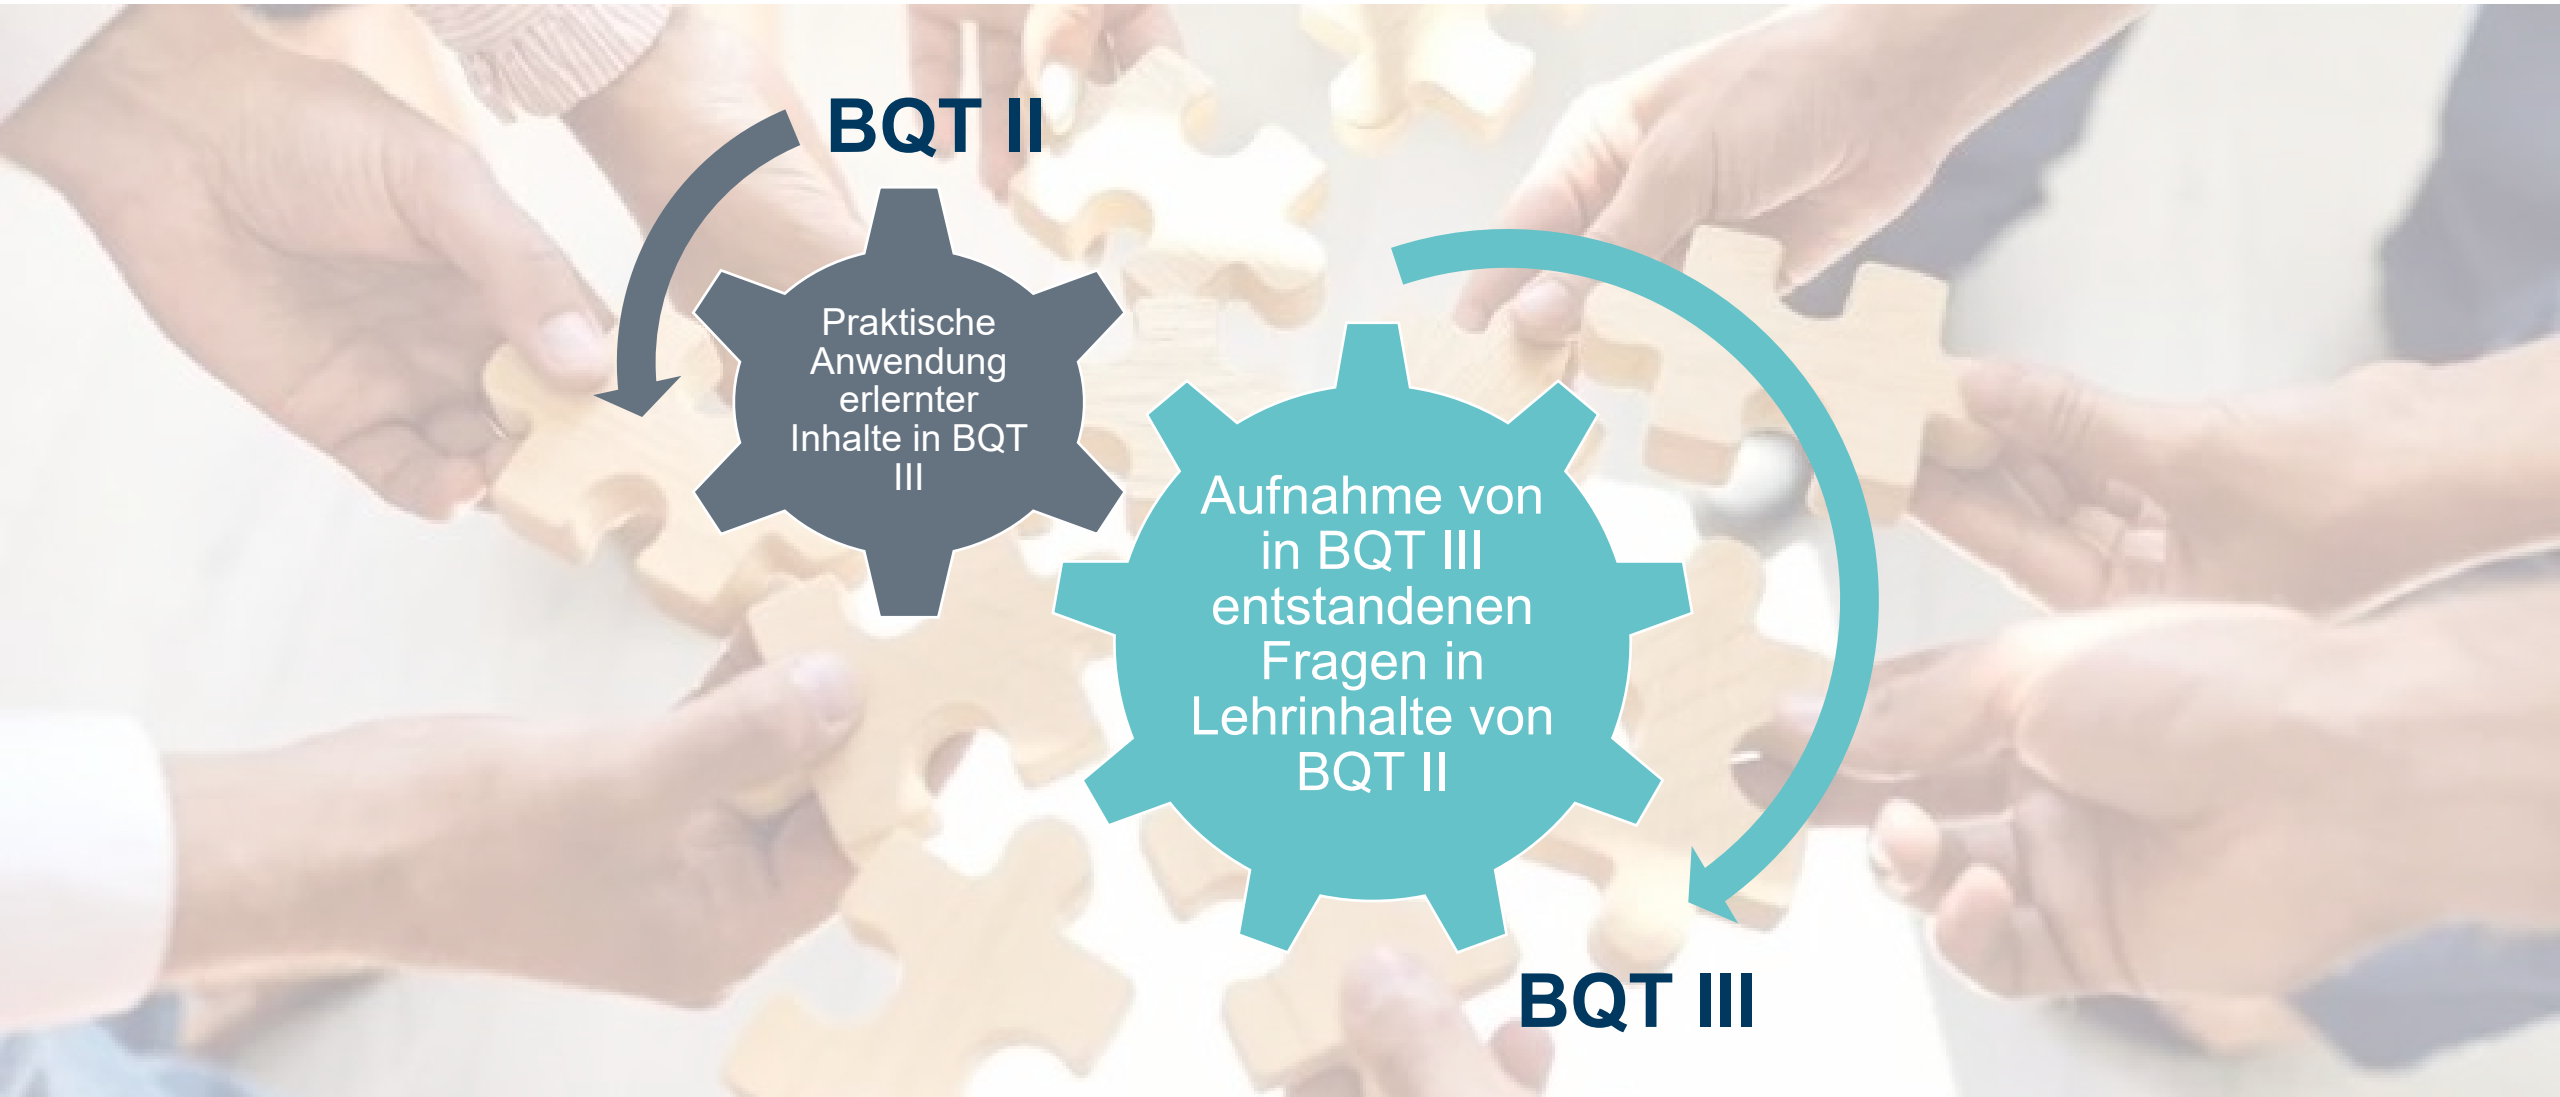 BQT II
Praktische
Anwendung
erlernter
Inhalte in BQT
III
Aufnahme von
in BQT III
entstandenen
Fragen in
Lehrinhalte von
BQT II
BQT III